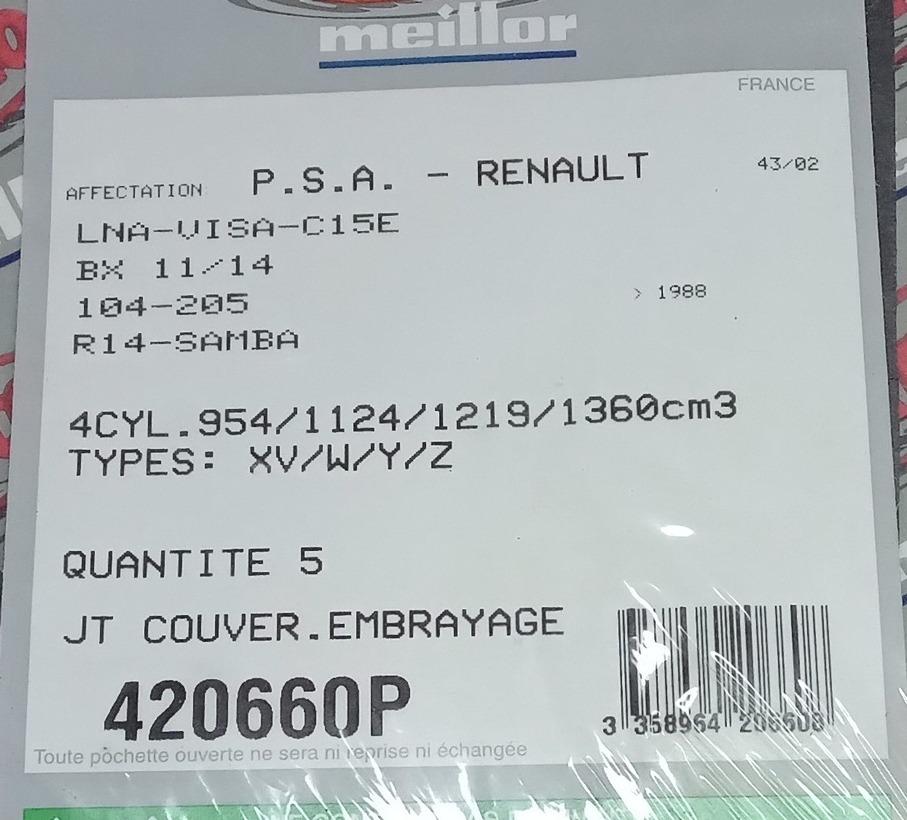 meillor
FRANCE
AFFECTATION P.S.A. - RENAULT 43/02
LNA-VISA-C15E
BX 11/14
104-205 > 1988
R14-SAMBA
4CYL.954/1124/1219/1360cm3
TYPES: XV/W/Y/Z
QUANTITE 5
JT COUVER.EMBRAYAGE
420660P
3 358964
Toute pochette ouverte ne sera ni reprise ni échangée